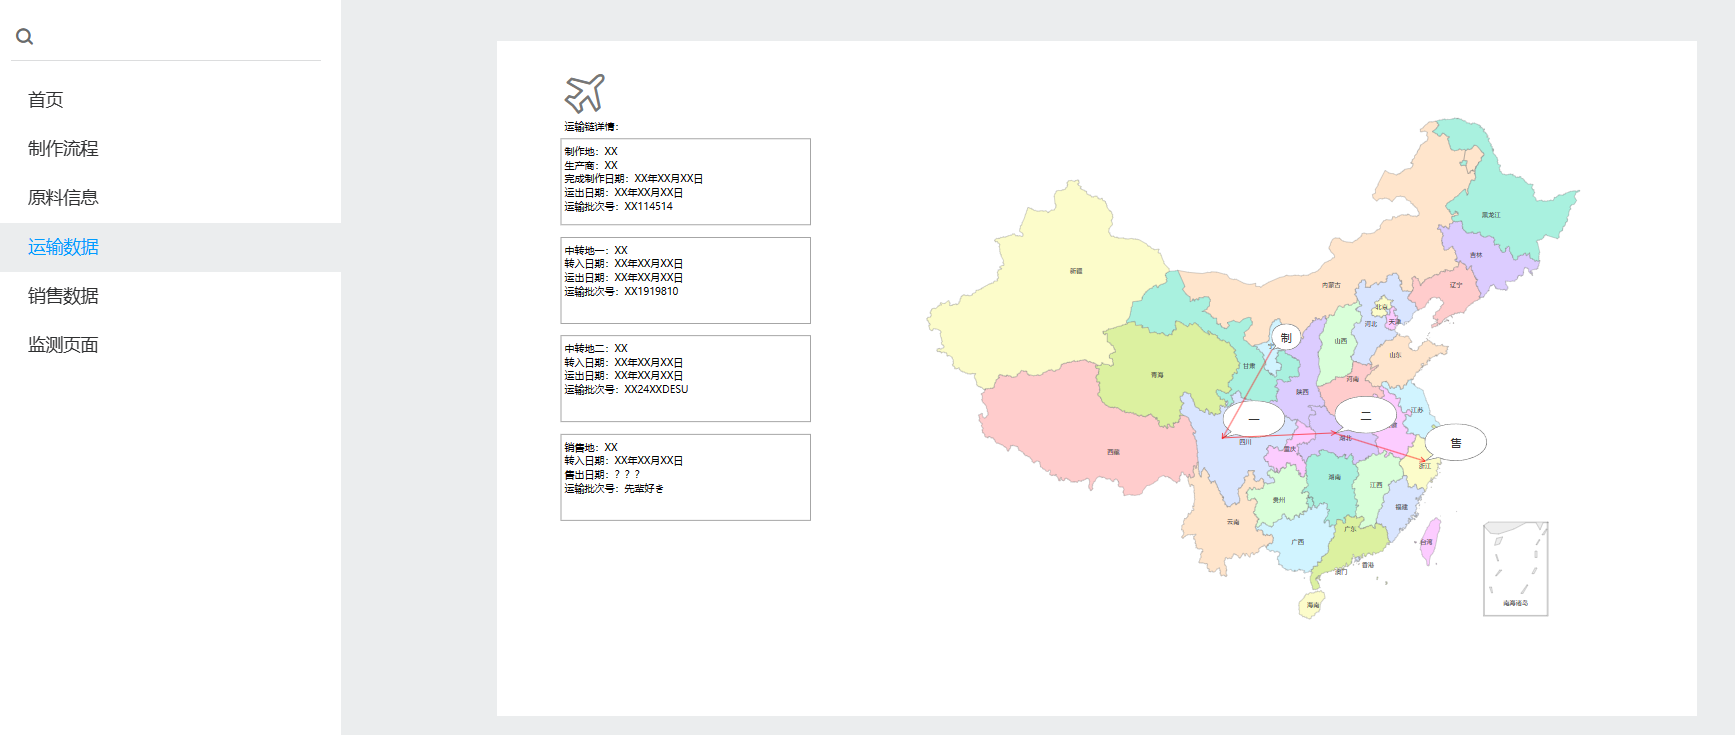 首页
制作流程
原料信息
运输数据
销售数据
监测页面
运输链详情：
制作地：XX
生产商：XX
完成制作日期：XX年XX月XX日
运出日期：XX年XX月XX日
运输批次号：XX114514
中转地一：XX
转入日期：XX年XX月XX日
运出日期：XX年XX月XX日
运输批次号：XX1919810
中转地二：XX
转入日期：XX年XX月XX日
运出日期：XX年XX月XX日
运输批次号：XX24XXDESU
销售地：XX
转入日期：XX年XX月XX日
售出日期：？？？
运输批次号：先辈好き
黑龙江
吉林
辽宁
内蒙古
新疆
北京
天津
河北
山西
山东
制
甘肃
青海
陕西
河南
江苏
一
二
售
四川
湖北
重庆
浙江
西藏
湖南
江西
贵州
福建
云南
广西
广东
台湾
香港
澳门
海南
南海诸岛